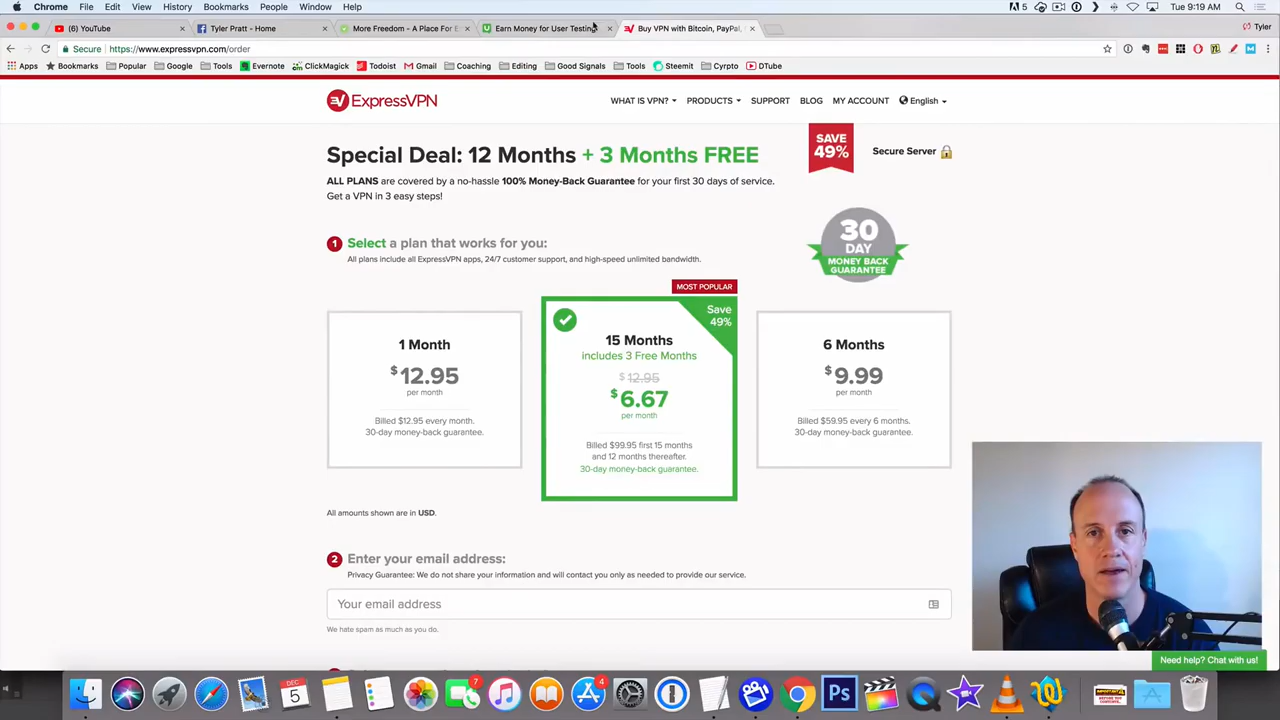 Chrome File Edit View History Bookmarks People Window Help
5
Tue 9:19 AM
(6) YouTube
Tyler Pratt - Home
More Freedom - A Place For E
Earn Money for User Testing
Buy VPN with Bitcoin, PayPal,
Tyler
Secure https://www.expressvpn.com/order
Apps Bookmarks Google Tools Evernote ClickMagick Todoist Gmail Coaching Editing Good Signals Tools Steemit Cyrpto DTube
ExpressVPN
WHAT IS VPN? PRODUCTS SUPPORT BLOG MY ACCOUNT English
Special Deal: 12 Months + 3 Months FREE
SAVE
49%
Secure Server
ALL PLANS are covered by a no-hassle 100% Money-Back Guarantee for your first 30 days of service.
Get a VPN in 3 easy steps!
1 Select a plan that works for you:
All plans include all ExpressVPN apps, 24/7 customer support, and high-speed unlimited bandwidth.
30
DAY
MONEY BACK
GUARANTEE
MOST POPULAR
1 Month
$12.95
per month
Billed $12.95 every month.
30-day money-back guarantee.
Save
49%
15 Months
includes 3 Free Months
$ 12.95
$6.67
per month
Billed $99.95 first 15 months
and 12 months thereafter.
30-day money-back guarantee.
6 Months
$9.99
per month
Billed $59.95 every 6 months.
30-day money-back guarantee.
All amounts shown are in USD.
2 Enter your email address:
Privacy Guarantee: We do not share your information and will contact you only as needed to provide our service.
Your email address
We hate spam as much as you do.
Need help? Chat with us!
DEC
5
7
4
Ps